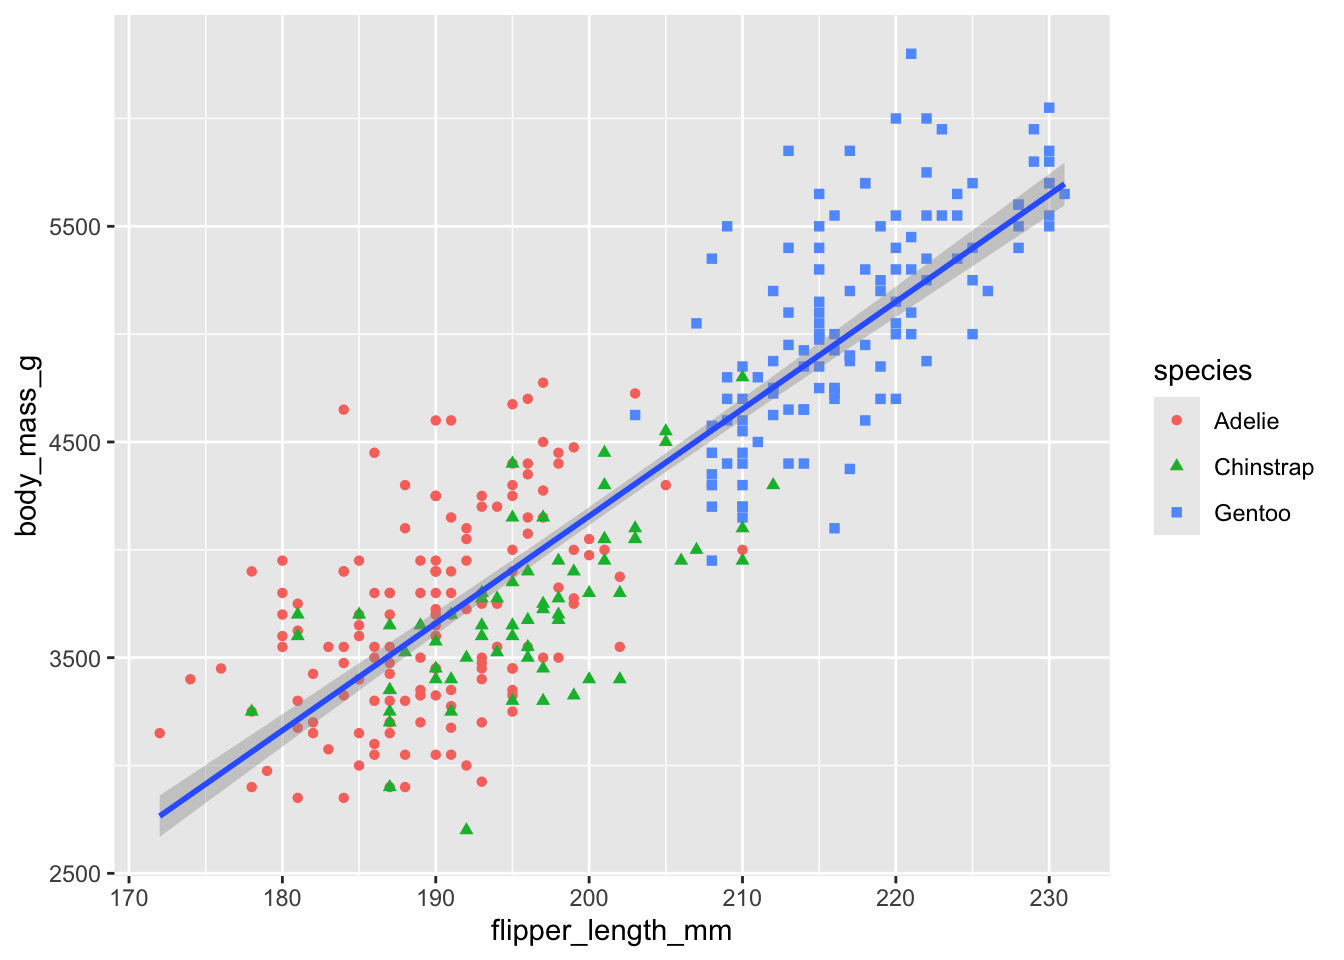 body_mass_g
5500
4500
3500
2500
170 180 190 200 210 220 230
flipper_length_mm
species
Adelie
Chinstrap
Gentoo